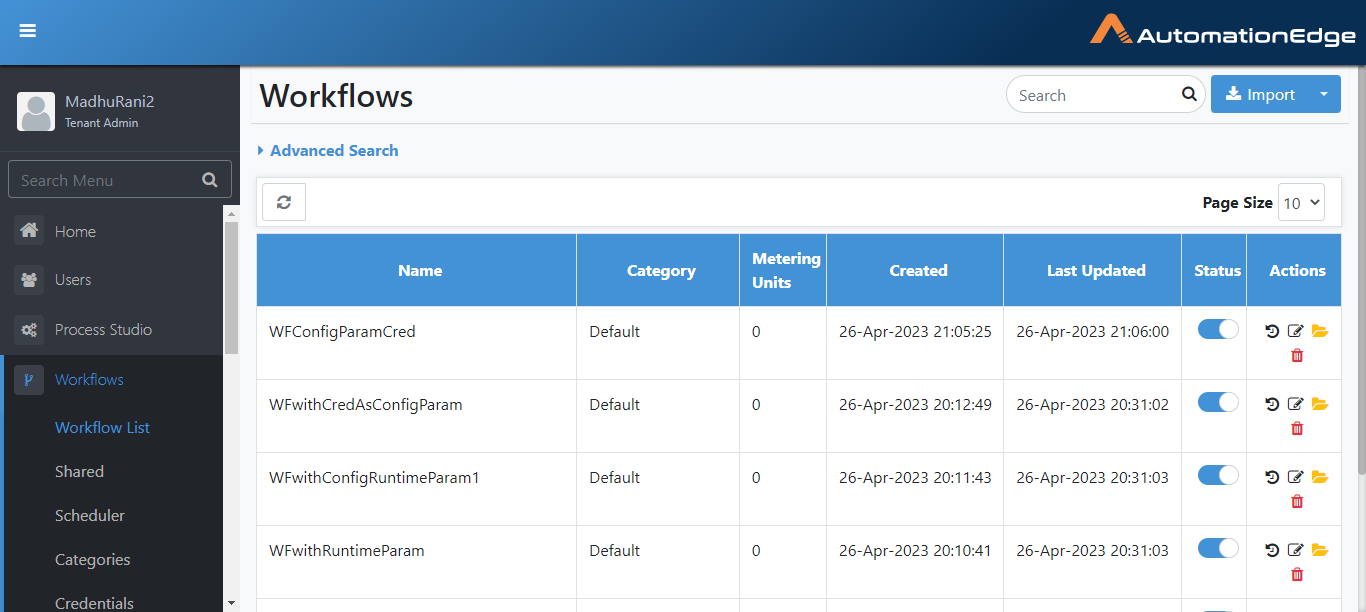 AutomationEdge
MadhuRani2
Tenant Admin
Search Menu
Home
Users
Process Studio
Workflows
Workflow List
Shared
Scheduler
Categories
Credentials
Workflows
Search
Import
Advanced Search
Page Size 10
Name Category Metering Units Created Last Updated Status Actions
WFConfigParamCred Default 0 26-Apr-2023 21:05:25 26-Apr-2023 21:06:00
WFwithCredAsConfigParam Default 0 26-Apr-2023 20:12:49 26-Apr-2023 20:31:02
WFwithConfigRuntimeParam1 Default 0 26-Apr-2023 20:11:43 26-Apr-2023 20:31:03
WFwithRuntimeParam Default 0 26-Apr-2023 20:10:41 26-Apr-2023 20:31:03